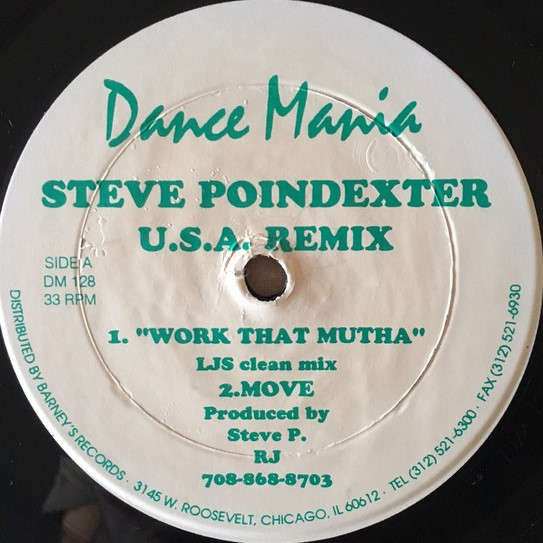 Dance Mania
STEVE POINDEXTER
U.S.A. REMIX
SIDE A
DM 128
33 RPM
1. "WORK THAT MUTHA"
LJS clean mix
2.MOVE
Produced by
Steve P.
RJ
708-868-8703
DISTRIBUTED BY BARNEY'S RECORDS · 3145 W. ROOSEVELT, CHICAGO, IL 60612 · TEL (312) 521-6300 · FAX (312) 521-6930